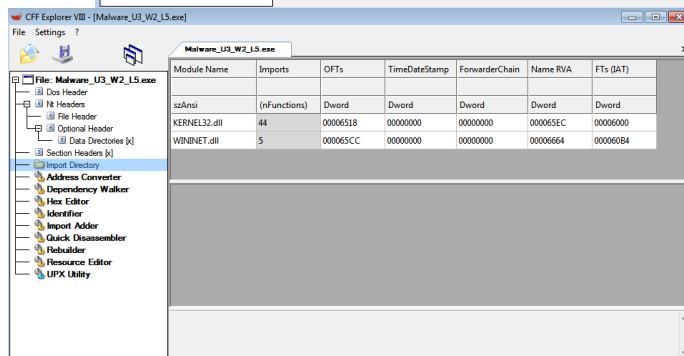 CFF Explorer VIII - [Malware_U3_W2_L5.exe]
File Settings ?
Malware_U3_W2_L5.exe
File: Malware_U3_W2_L5.exe
Dos Header
Nt Headers
File Header
Optional Header
Data Directories [x]
Section Headers [x]
Import Directory
Address Converter
Dependency Walker
Hex Editor
Identifier
Import Adder
Quick Disassembler
Rebuilder
Resource Editor
UPX Utility
Module Name Imports OFTs TimeDateStamp ForwarderChain Name RVA FTs (IAT)
szAnsi (nFunctions) Dword Dword Dword Dword Dword
KERNEL32.dll 44 00006518 00000000 00000000 000065EC 00006000
WININET.dll 5 000065CC 00000000 00000000 00006664 000060B4